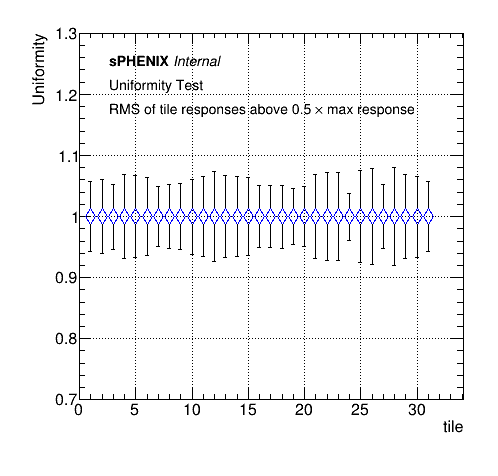 1.3
Uniformity
sPHENIX Internal
Uniformity Test
1.2
RMS of tile responses above 0.5 × max response
1.1
1
0.9
0.8
0.7
0 5 10 15 20 25 30
tile